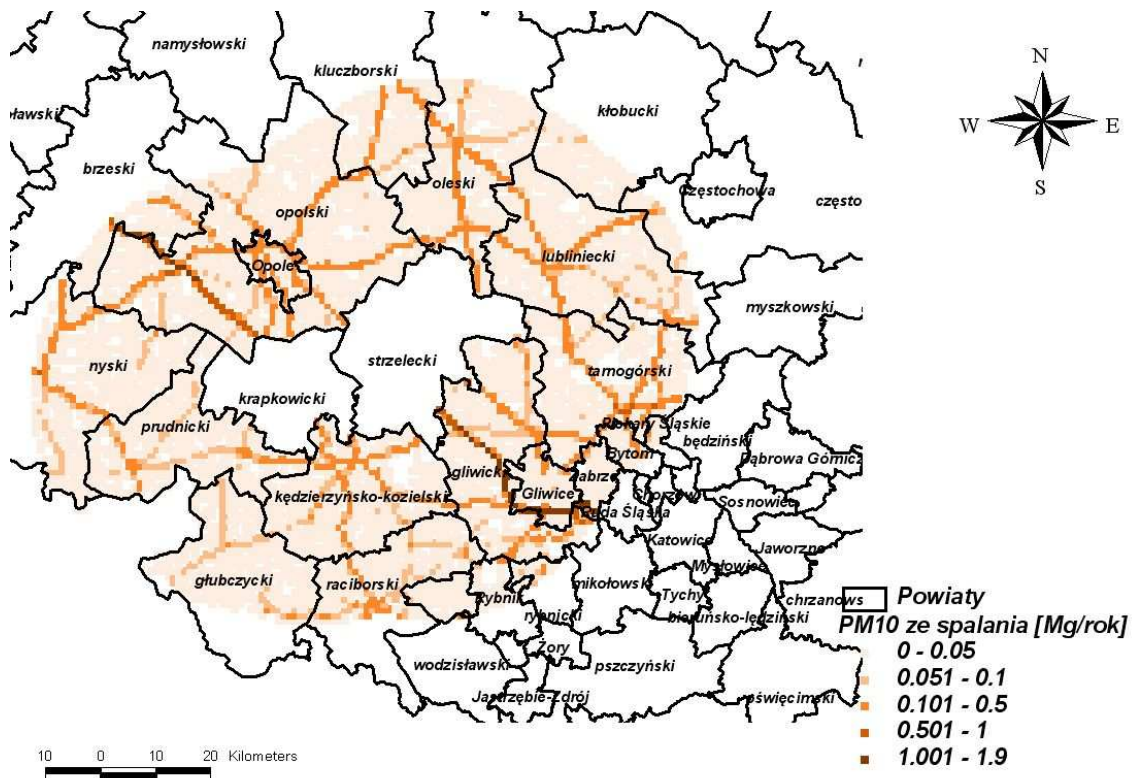 namysłowski
kluczborski
kłobucki
ławski
brzeski
oleski
Częstochowa
często
opolski
Opole
lubliniecki
myszkowski
strzelecki
nyski
tarnogórski
krapkowicki
prudnicki
Piekary Śląskie
będziński
Bytom
Dąbrowa Górnicz
gliwick
Zabrze
Gliwice
kędzierzyńsko-kozielski
Chorzów
Sosnowiec
Ruda Śląska
Katowice
Jaworzno
Mysłowice
głubczycki
raciborski
Rybnik
mikołowski
Tychy
chrzanows
rybnicki
bieruńsko-lędziński
Żory
wodzisławski
pszczyński
Jastrzębie-Zdrój
oświęcimski
N
W
E
S
Powiaty
PM10 ze spalania [Mg/rok]
0 - 0.05
0.051 - 0.1
0.101 - 0.5
0.501 - 1
1.001 - 1.9
10 0 10 20 Kilometers